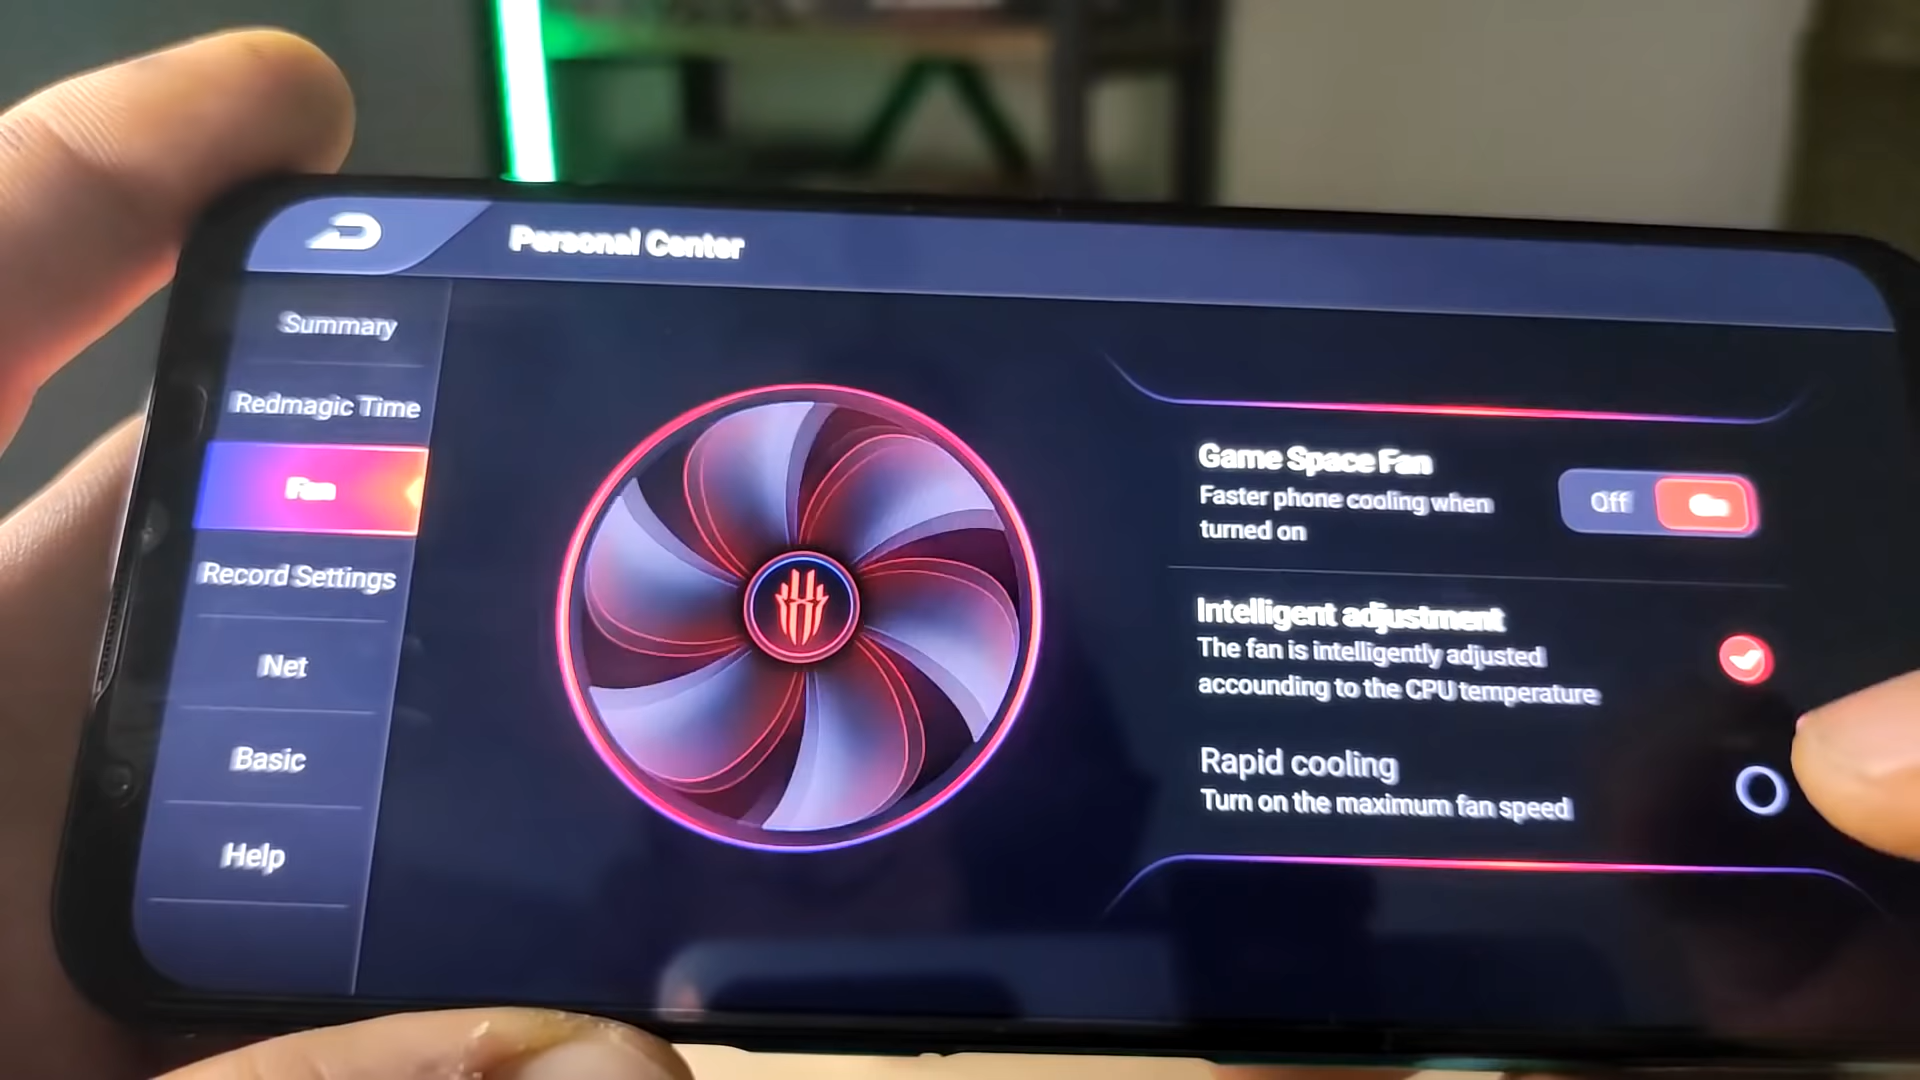 Personal Center
Summary
Redmagic Time
Fan
Record Settings
Net
Basic
Help
Game Space Fan
Faster phone cooling when
turned on
Off On
Intelligent adjustment
The fan is intelligently adjusted
accounding to the CPU temperature
Rapid cooling
Turn on the maximum fan speed